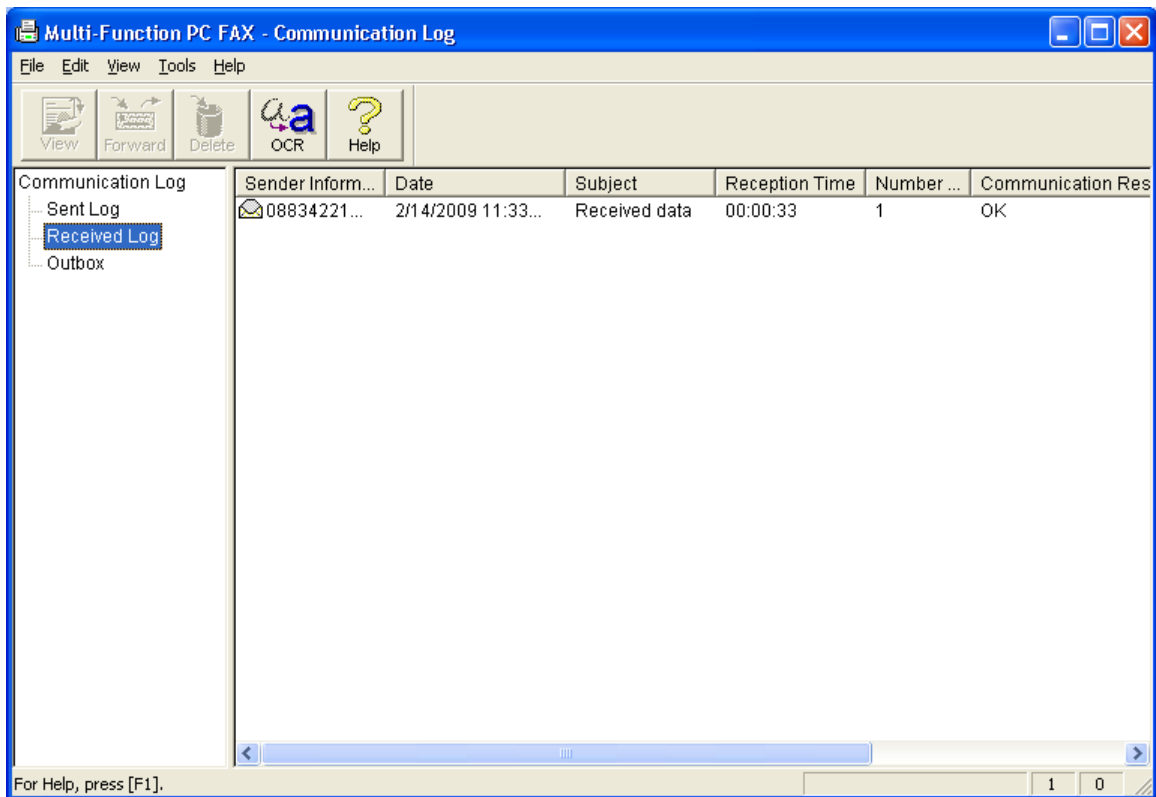 Multi-Function PC FAX - Communication Log
File Edit View Tools Help
View Forward Delete OCR Help
Communication Log
Sent Log
Received Log
Outbox
Sender Inform... Date Subject Reception Time Number ... Communication Res
08834221... 2/14/2009 11:33... Received data 00:00:33 1 OK
For Help, press [F1].
1 0